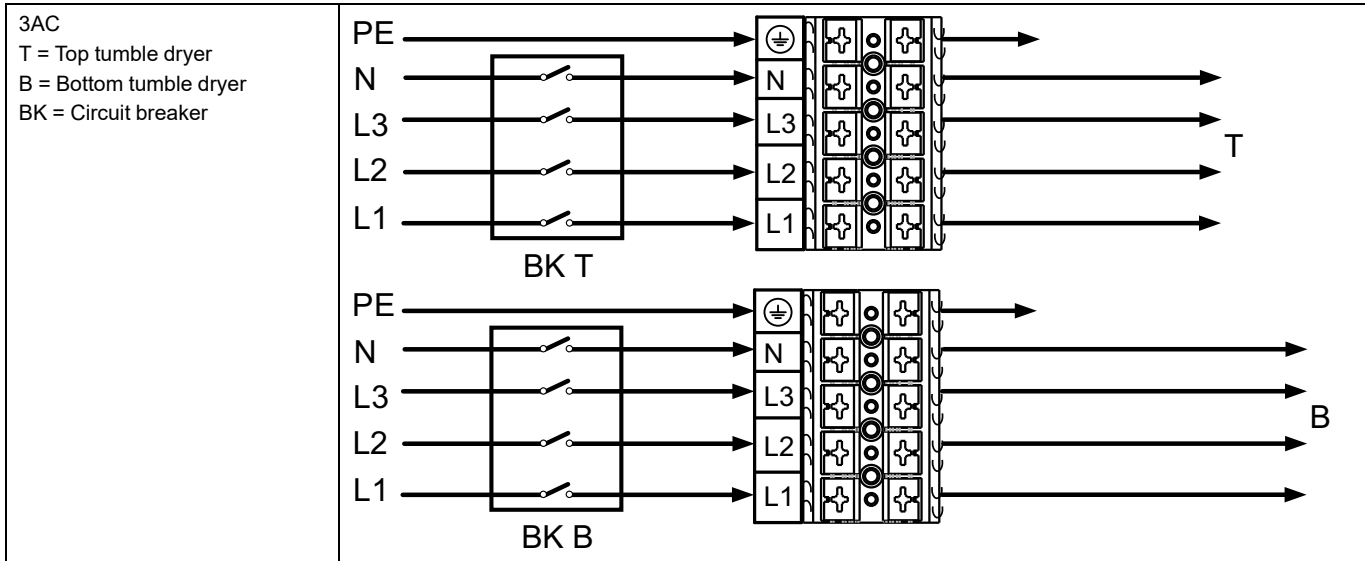 3AC
T = Top tumble dryer
B = Bottom tumble dryer
BK = Circuit breaker
PE
N N
L3 L3
T
L2 L2
L1 L1
BK T
PE
N N
L3 L3
B
L2 L2
L1 L1
BK B